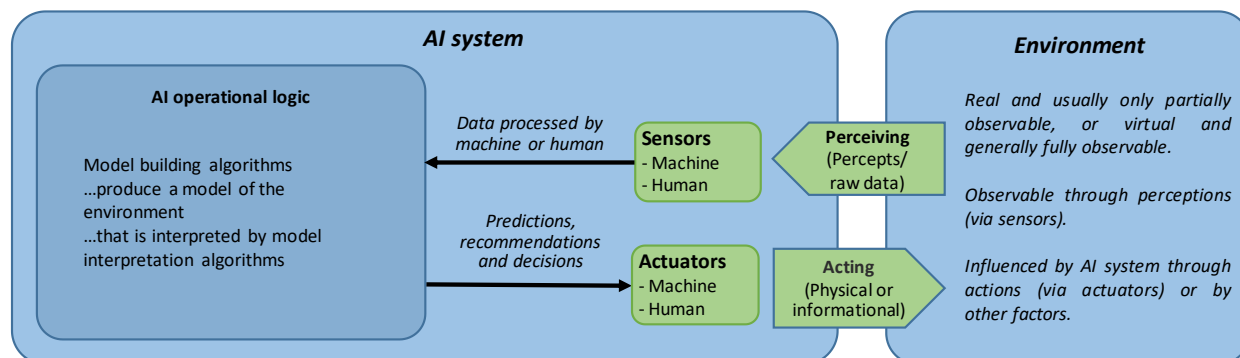 AI system
AI operational logic
Model building algorithms
…produce a model of the
environment
…that is interpreted by model
interpretation algorithms
Data processed by
machine or human
Predictions,
recommendations
and decisions
Sensors
- Machine
- Human
Actuators
- Machine
- Human
Perceiving
(Percepts/
raw data)
Acting
(Physical or
informational)
Environment
Real and usually only partially
observable, or virtual and
generally fully observable.
Observable through perceptions
(via sensors).
Influenced by AI system through
actions (via actuators) or by
other factors.